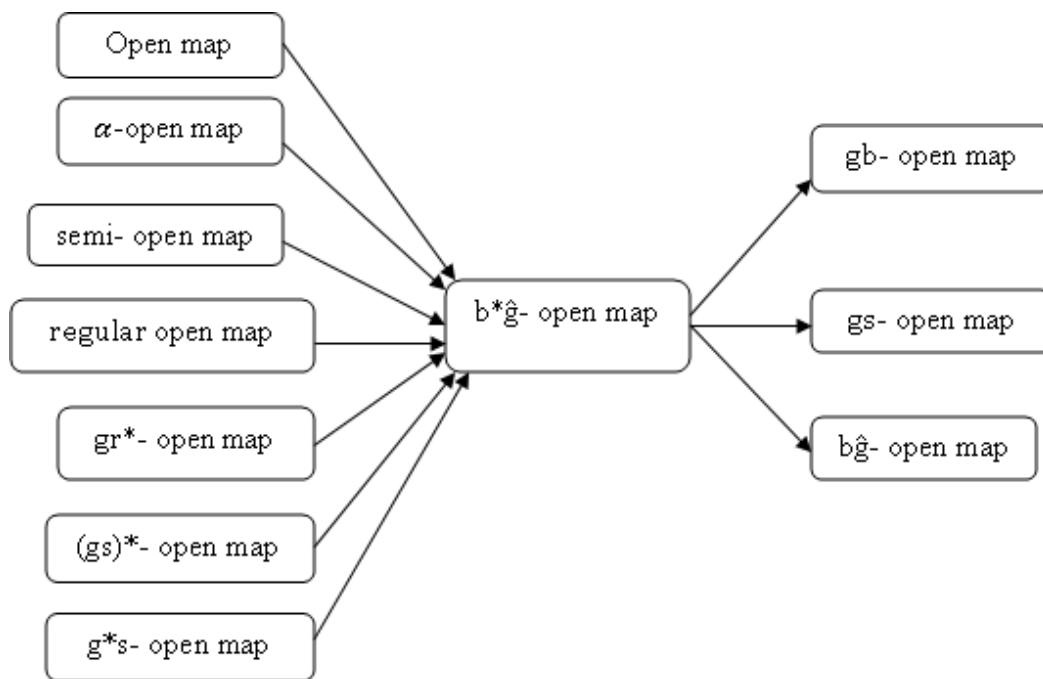 Open map
α-open map
semi- open map
regular open map
gr*- open map
(gs)*- open map
g*s- open map
b*ĝ- open map
gb- open map
gs- open map
bĝ- open map